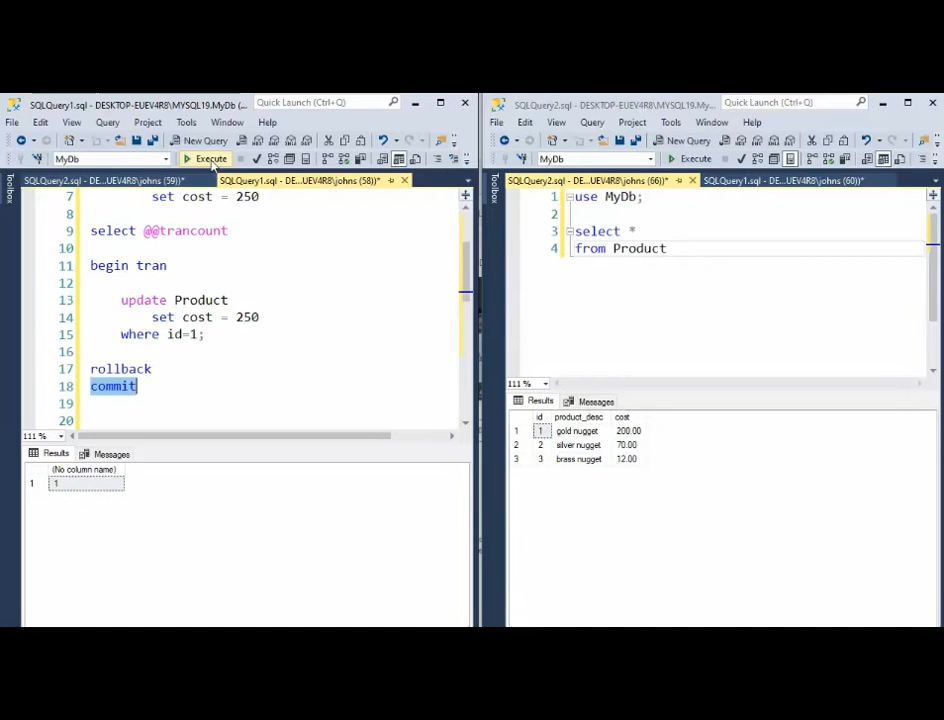 SQLQuery1.sql - DESKTOP-EUEV4R8\MYSQL19.MyDb (...
Quick Launch (Ctrl+Q)
File Edit View Query Project Tools Window Help
New Query
MyDb
Execute
Toolbox
SQLQuery2.sql - DE...UEV4R8\johns (59))*
SQLQuery1.sql - DE...UEV4R8\johns (58))*
7 set cost = 250
8
9 select @@trancount
10
11 begin tran
12
13 update Product
14 set cost = 250
15 where id=1;
16
17 rollback
18 commit
19
20
111 %
Results Messages
(No column name)
1 1
SQLQuery2.sql - DESKTOP-EUEV4R8\MYSQL19.My...
Quick Launch (Ctrl+Q)
File Edit View Query Project Tools Window Help
New Query
MyDb
Execute
Toolbox
SQLQuery2.sql - DE...UEV4R8\johns (66))*
SQLQuery1.sql - DE...UEV4R8\johns (60))*
1 use MyDb;
2
3 select *
4 from Product
111 %
Results Messages
id product_desc cost
1 1 gold nugget 200.00
2 2 silver nugget 70.00
3 3 brass nugget 12.00